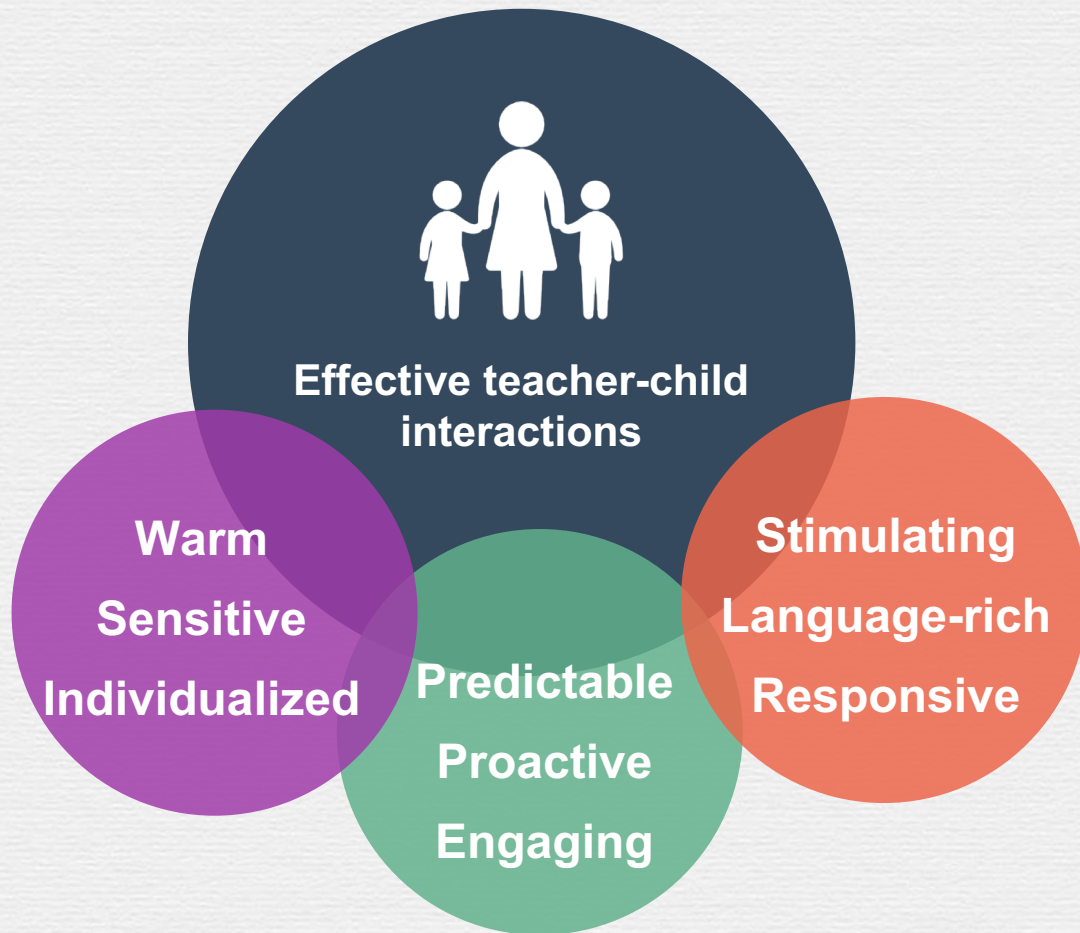 Effective teacher-child
interactions
Warm
Sensitive
Individualized
Predictable
Proactive
Engaging
Stimulating
Language-rich
Responsive